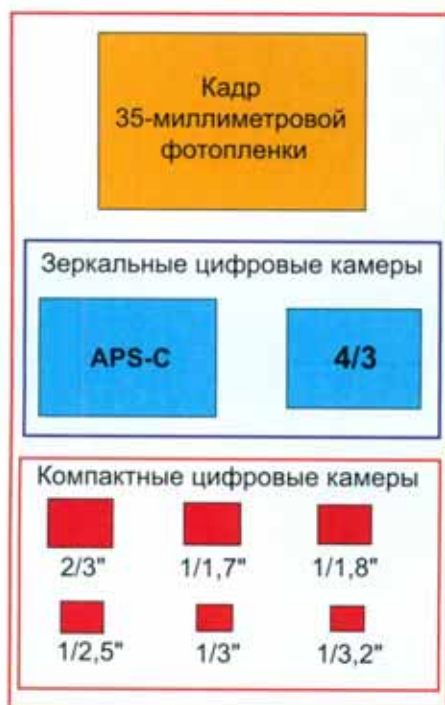 Кадр
35-миллиметровой
фотопленки
Зеркальные цифровые камеры
APS-C 4/3
Компактные цифровые камеры
2/3" 1/1,7" 1/1,8"
1/2,5" 1/3" 1/3,2"